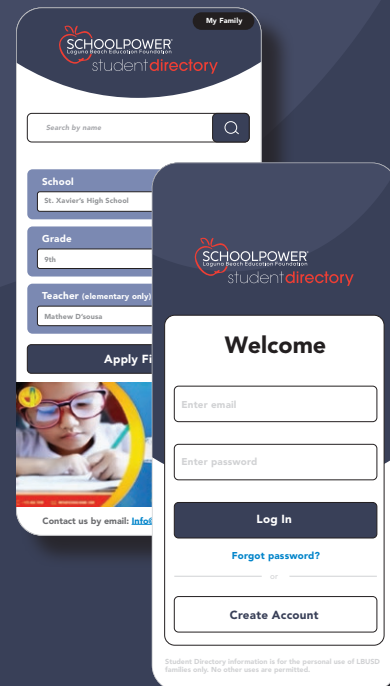 My Family
SCHOOLPOWER
Laguna Beach Education Foundation
studentdirectory
Search by name
School
St. Xavier's High School
Grade
9th
Teacher (elementary only)
Mathew D'sousa
Apply Fi
Contact us by email: Info
SCHOOLPOWER
Laguna Beach Education Foundation
studentdirectory
Welcome
Enter email
Enter password
Log In
Forgot password?
or
Create Account
Student Directory information is for the personal use of LBUSD
families only. No other uses are permitted.